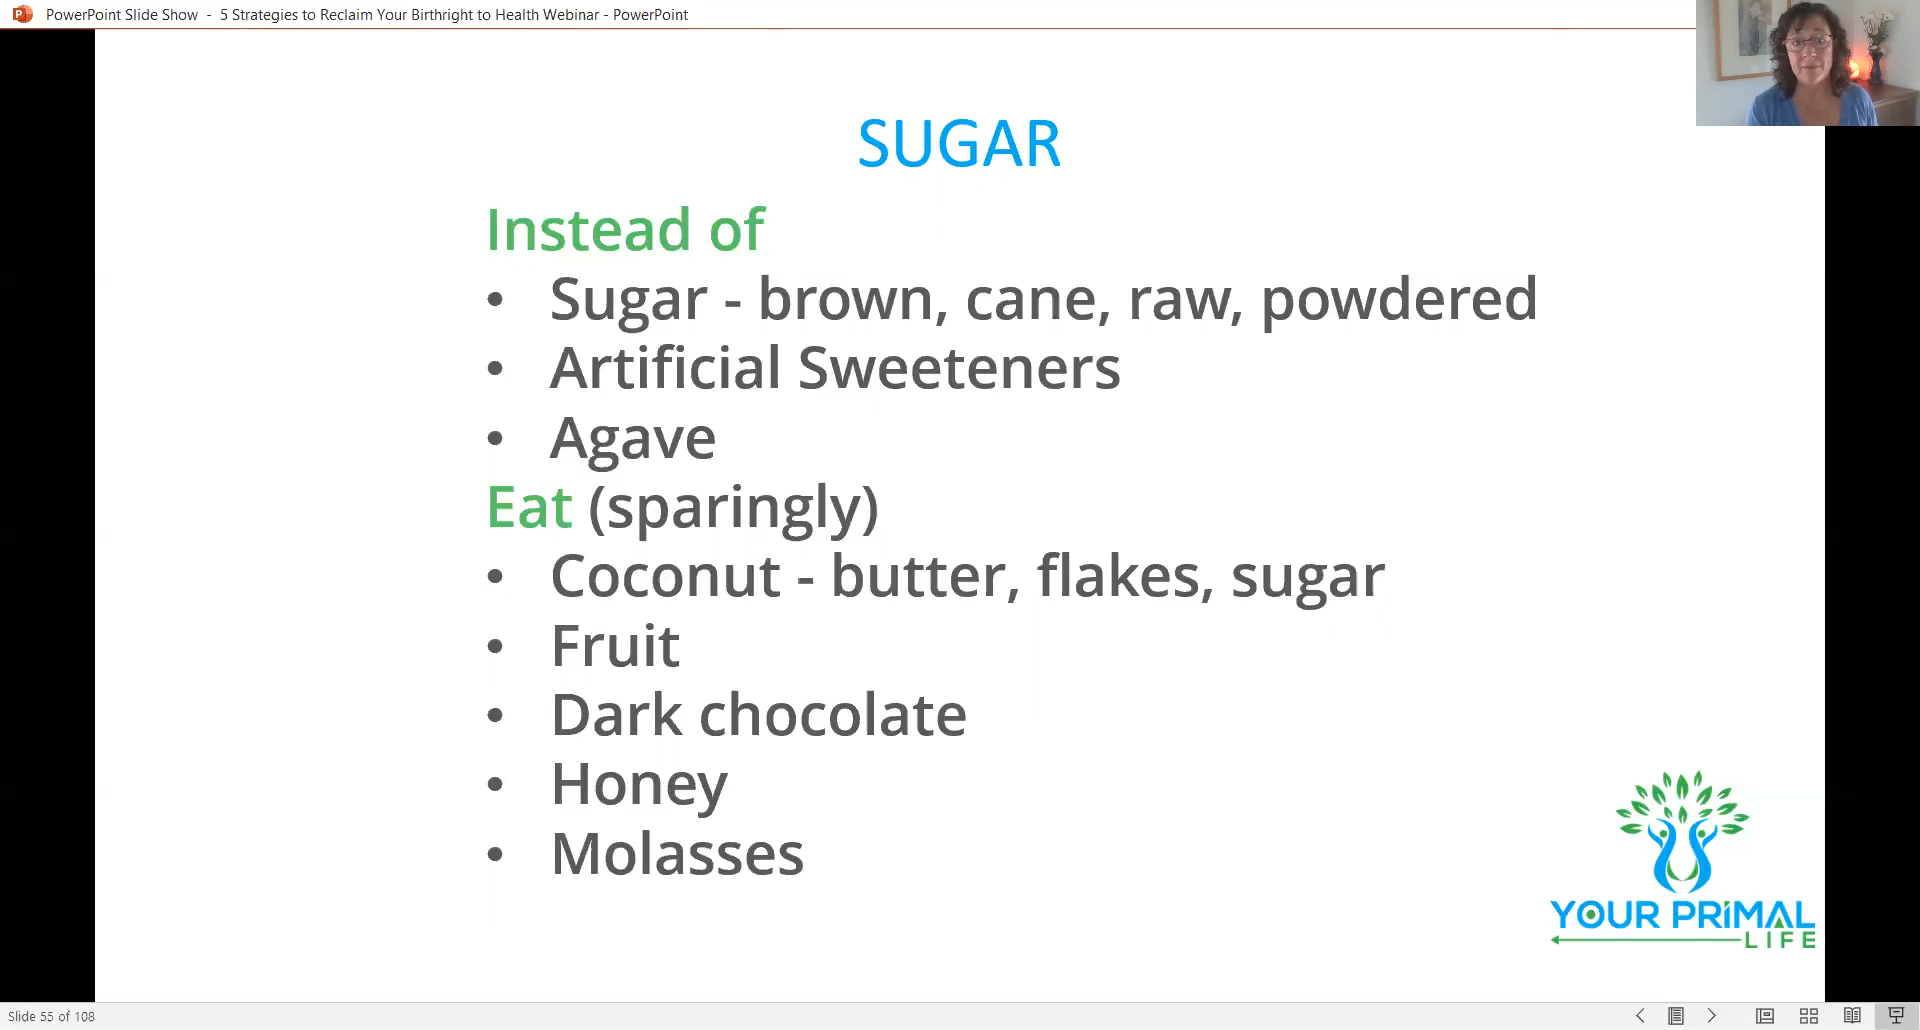 PowerPoint Slide Show - 5 Strategies to Reclaim Your Birthright to Health Webinar - PowerPoint
SUGAR
Instead of
• Sugar - brown, cane, raw, powdered
• Artificial Sweeteners
• Agave
Eat (sparingly)
• Coconut - butter, flakes, sugar
• Fruit
• Dark chocolate
• Honey
• Molasses
YOUR PRIMAL
LIFE
Slide 55 of 108